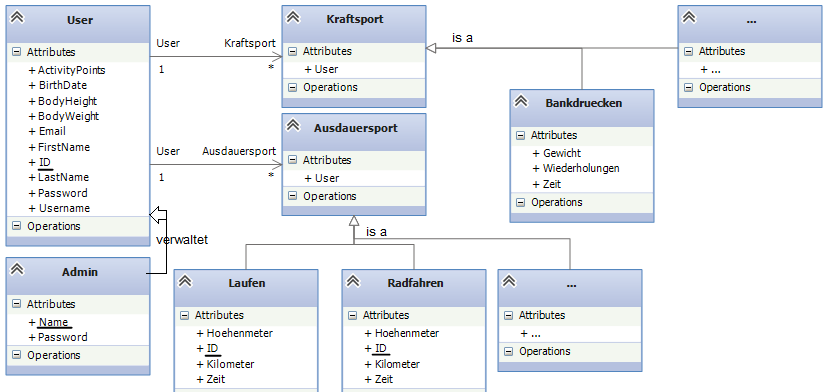 User
Attributes
+ ActivityPoints
+ BirthDate
+ BodyHeight
+ BodyWeight
+ Email
+ FirstName
+ ID
+ LastName
+ Password
+ Username
Operations
User Kraftsport
1 *
Kraftsport
Attributes
+ User
Operations
is a
...
Attributes
+ ...
Operations
Bankdruecken
Attributes
+ Gewicht
+ Wiederholungen
+ Zeit
Operations
User Ausdauersport
1 *
Ausdauersport
Attributes
+ User
Operations
is a
verwaltet
Admin
Attributes
+ Name
+ Password
Operations
Laufen
Attributes
+ Hoehenmeter
+ ID
+ Kilometer
+ Zeit
Radfahren
Attributes
+ Hoehenmeter
+ ID
+ Kilometer
+ Zeit
...
Attributes
+ ...
Operations